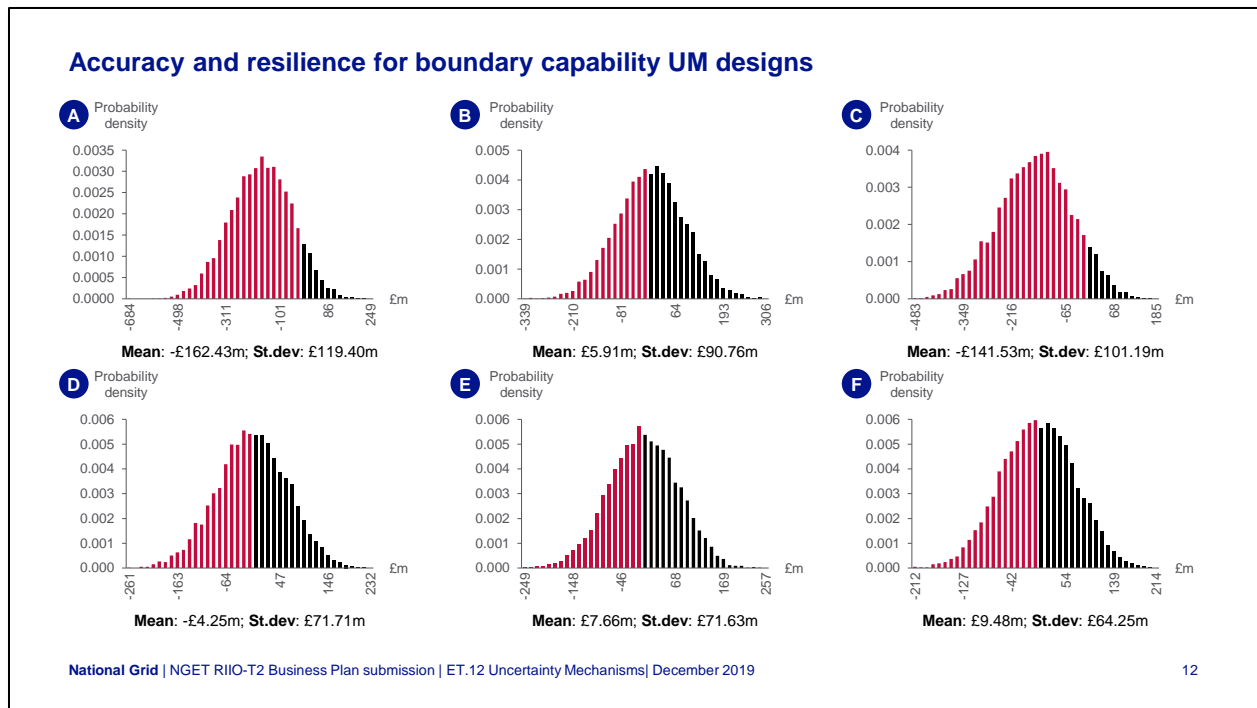 Accuracy and resilience for boundary capability UM designs
A
Probability
density
0.0035
0.0030
0.0025
0.0020
0.0015
0.0010
0.0005
0.0000
-684
-498
-311
-101
86
249
£m
Mean: -£162.43m; St.dev: £119.40m
B
Probability
density
0.005
0.004
0.003
0.002
0.001
0.000
-339
-210
-81
64
193
306
£m
Mean: £5.91m; St.dev: £90.76m
C
Probability
density
0.004
0.003
0.002
0.001
0.000
-483
-349
-216
-65
68
185
£m
Mean: -£141.53m; St.dev: £101.19m
D
Probability
density
0.006
0.005
0.004
0.003
0.002
0.001
0.000
-261
-163
-64
47
146
232
£m
Mean: -£4.25m; St.dev: £71.71m
E
Probability
density
0.006
0.005
0.004
0.003
0.002
0.001
0.000
-249
-148
-46
68
169
257
£m
Mean: £7.66m; St.dev: £71.63m
F
Probability
density
0.006
0.005
0.004
0.003
0.002
0.001
0.000
-212
-127
-42
54
139
214
£m
Mean: £9.48m; St.dev: £64.25m
National Grid | NGET RIIO-T2 Business Plan submission | ET.12 Uncertainty Mechanisms| December 2019
12